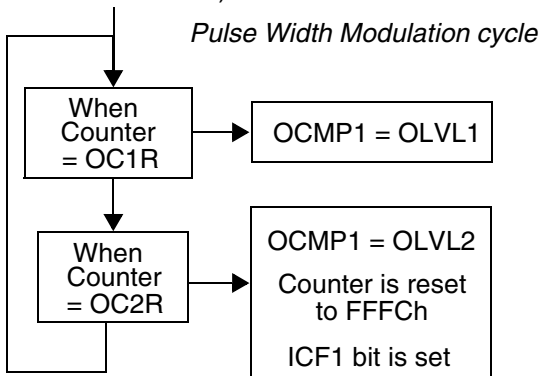 Pulse Width Modulation cycle
When
Counter
= OC1R
OCMP1 = OLVL1
When
Counter
= OC2R
OCMP1 = OLVL2
Counter is reset
to FFFCh
ICF1 bit is set